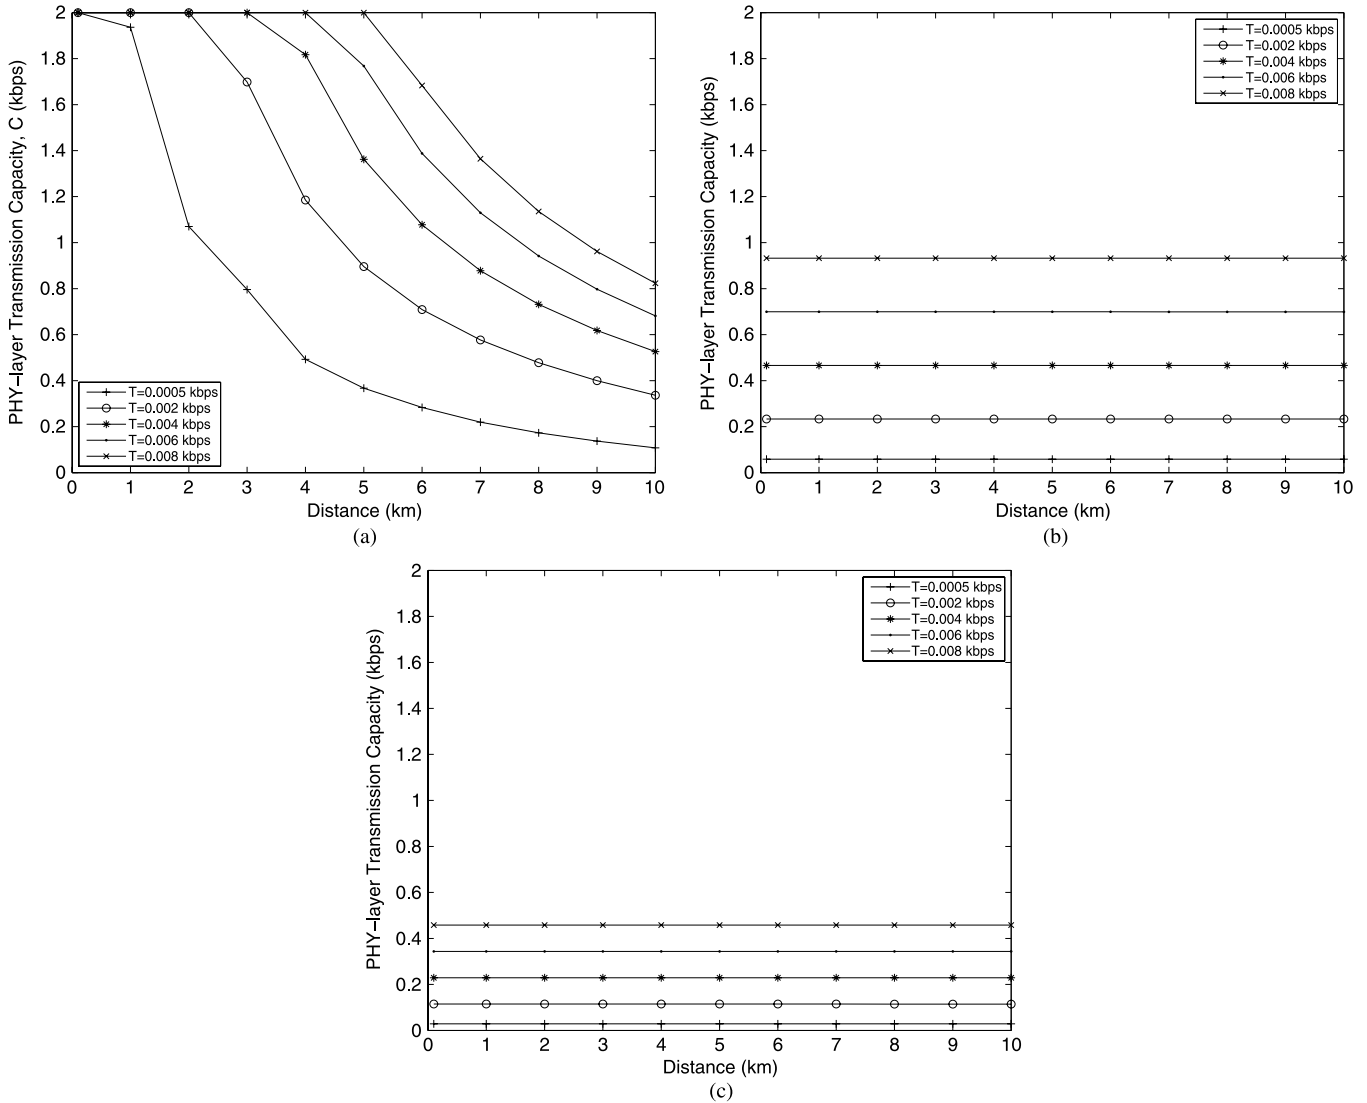 PHY-layer Transmission Capacity, C (kbps)
2
1.8
1.6
1.4
1.2
1
0.8
0.6
0.4
0.2
0
T=0.0005 kbps
T=0.002 kbps
T=0.004 kbps
T=0.006 kbps
T=0.008 kbps
0 1 2 3 4 5 6 7 8 9 10
Distance (km)
(a)
PHY-layer Transmission Capacity (kbps)
2
1.8
1.6
1.4
1.2
1
0.8
0.6
0.4
0.2
0
T=0.0005 kbps
T=0.002 kbps
T=0.004 kbps
T=0.006 kbps
T=0.008 kbps
0 1 2 3 4 5 6 7 8 9 10
Distance (km)
(b)
PHY-layer Transmission Capacity (kbps)
2
1.8
1.6
1.4
1.2
1
0.8
0.6
0.4
0.2
0
T=0.0005 kbps
T=0.002 kbps
T=0.004 kbps
T=0.006 kbps
T=0.008 kbps
0 1 2 3 4 5 6 7 8 9 10
Distance (km)
(c)